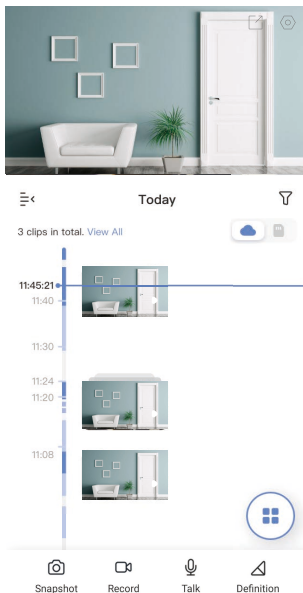 Today
3 clips in total. View All
11:45:21
11:40
11:30
11:24
11:20
11:08
Snapshot Record Talk Definition